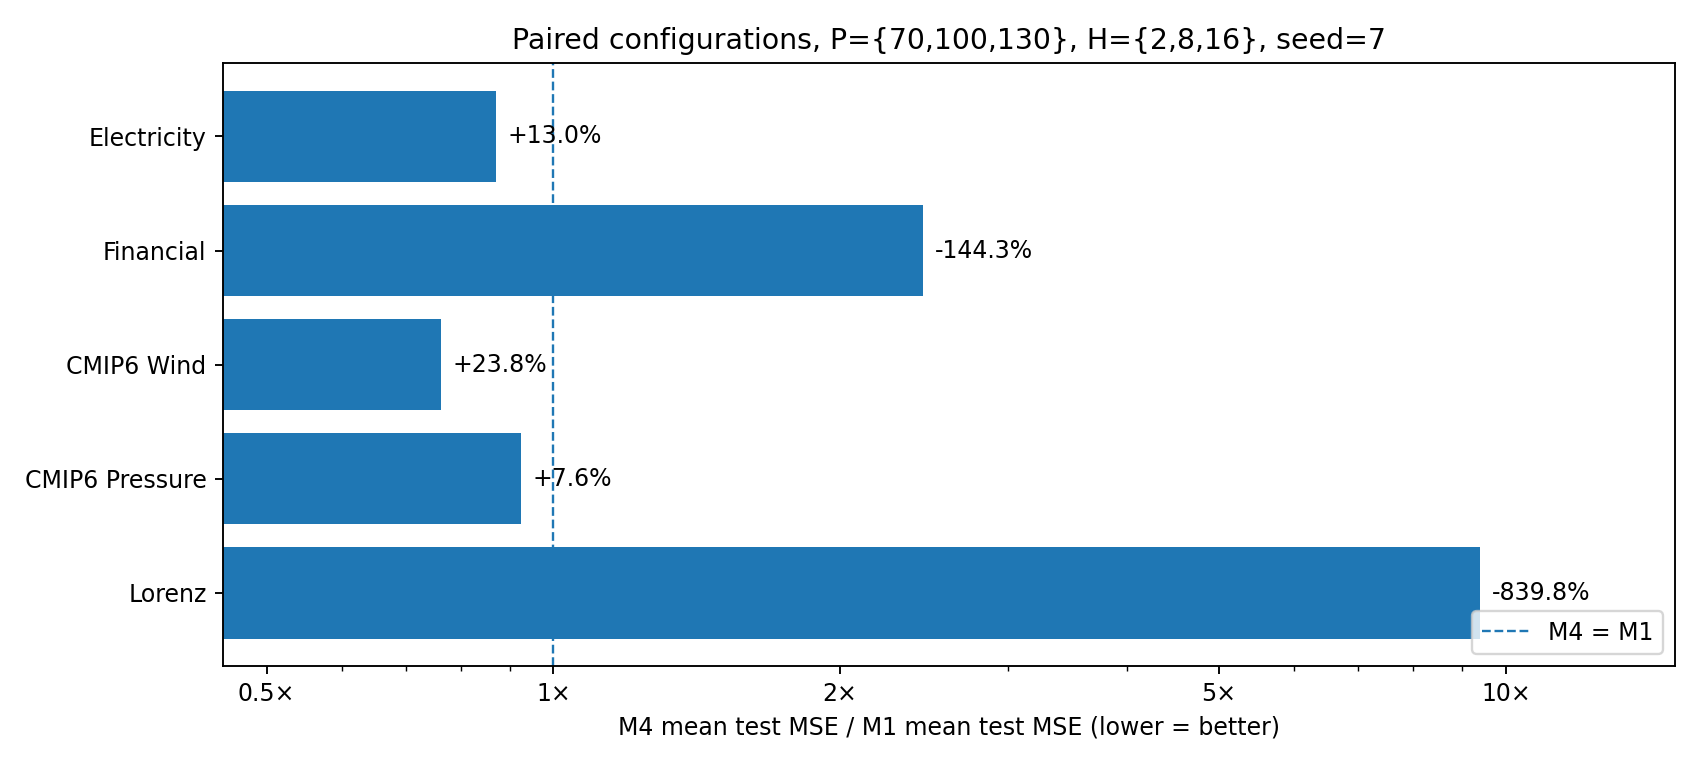 Paired configurations, P={70,100,130}, H={2,8,16}, seed=7
Electricity
+13.0%
Financial
-144.3%
CMIP6 Wind
+23.8%
CMIP6 Pressure
+7.6%
Lorenz
-839.8%
M4 = M1
0.5× 1× 2× 5× 10×
M4 mean test MSE / M1 mean test MSE (lower = better)